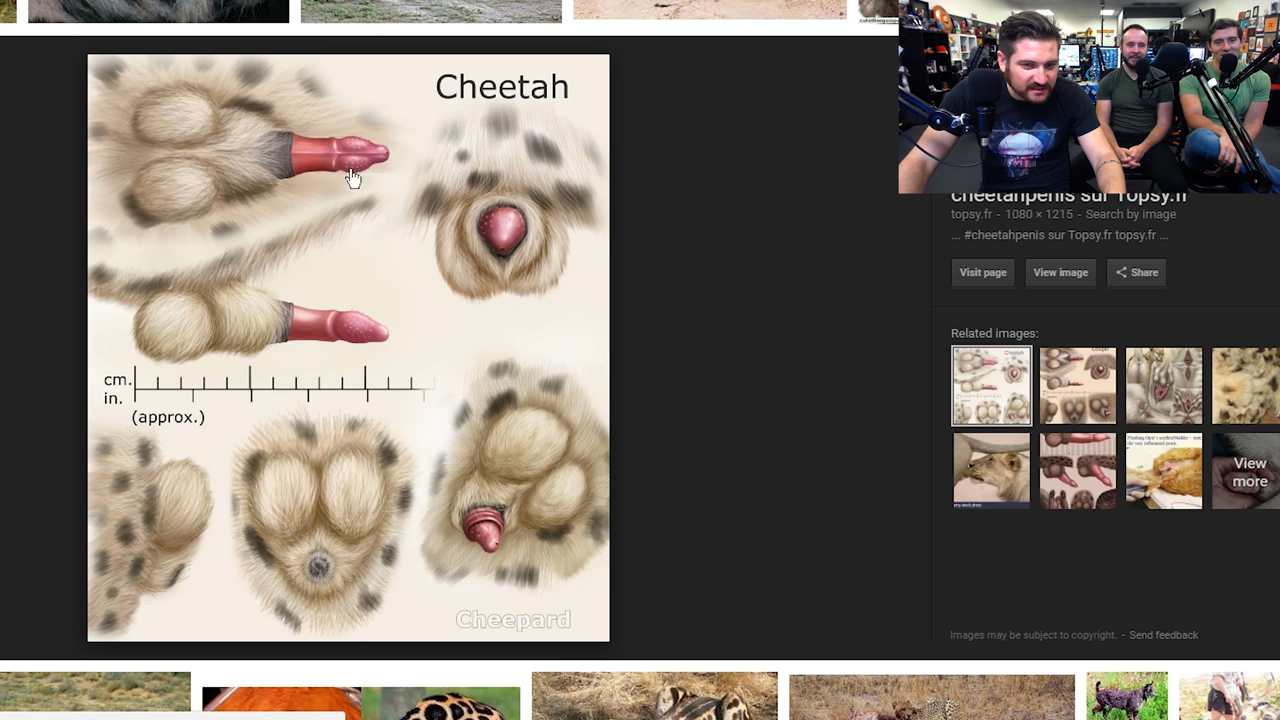 Cheetah
cm.
in.
(approx.)
Cheepard
cheetahpenis sur Topsy.fr
topsy.fr - 1080 × 1215 - Search by image
... #cheetahpenis sur Topsy.fr topsy.fr ...
Visit page
View image
Share
Related images:
Cheetah
View
more
Images may be subject to copyright. - Send feedback